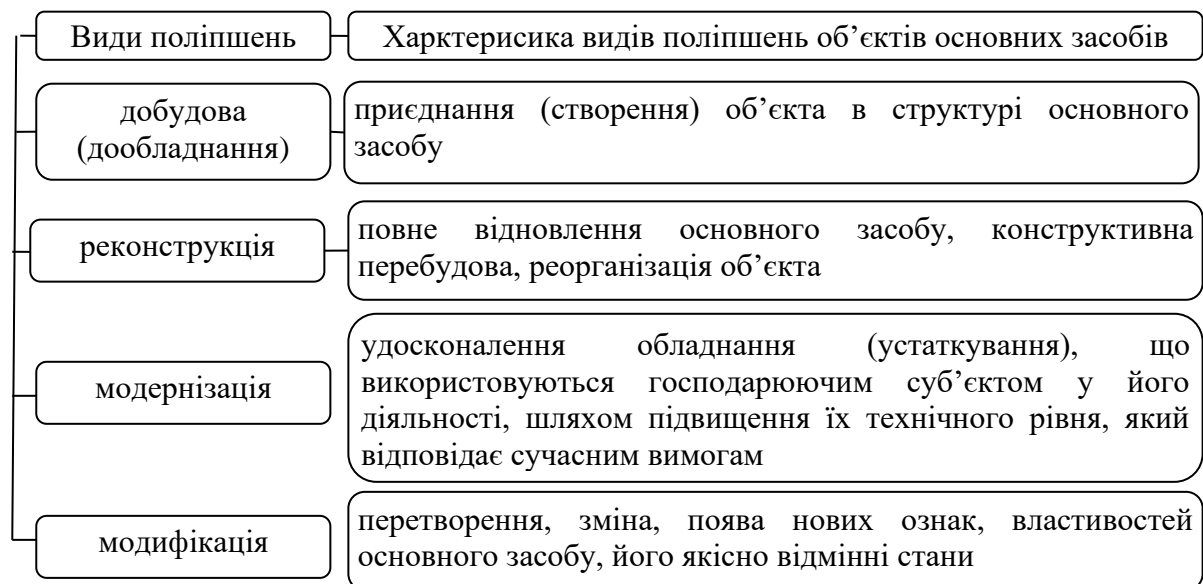 Види поліпшень
Харктерисика видів поліпшень об’єктів основних засобів
добудова
(дообладнання)
приєднання (створення) об’єкта в структурі основного
засобу
реконструкція
повне відновлення основного засобу, конструктивна
перебудова, реорганізація об’єкта
модернізація
удосконалення обладнання (устаткування), що
використовуються господарюючим суб’єктом у його
діяльності, шляхом підвищення їх технічного рівня, який
відповідає сучасним вимогам
модифікація
перетворення, зміна, поява нових ознак, властивостей
основного засобу, його якісно відмінні стани